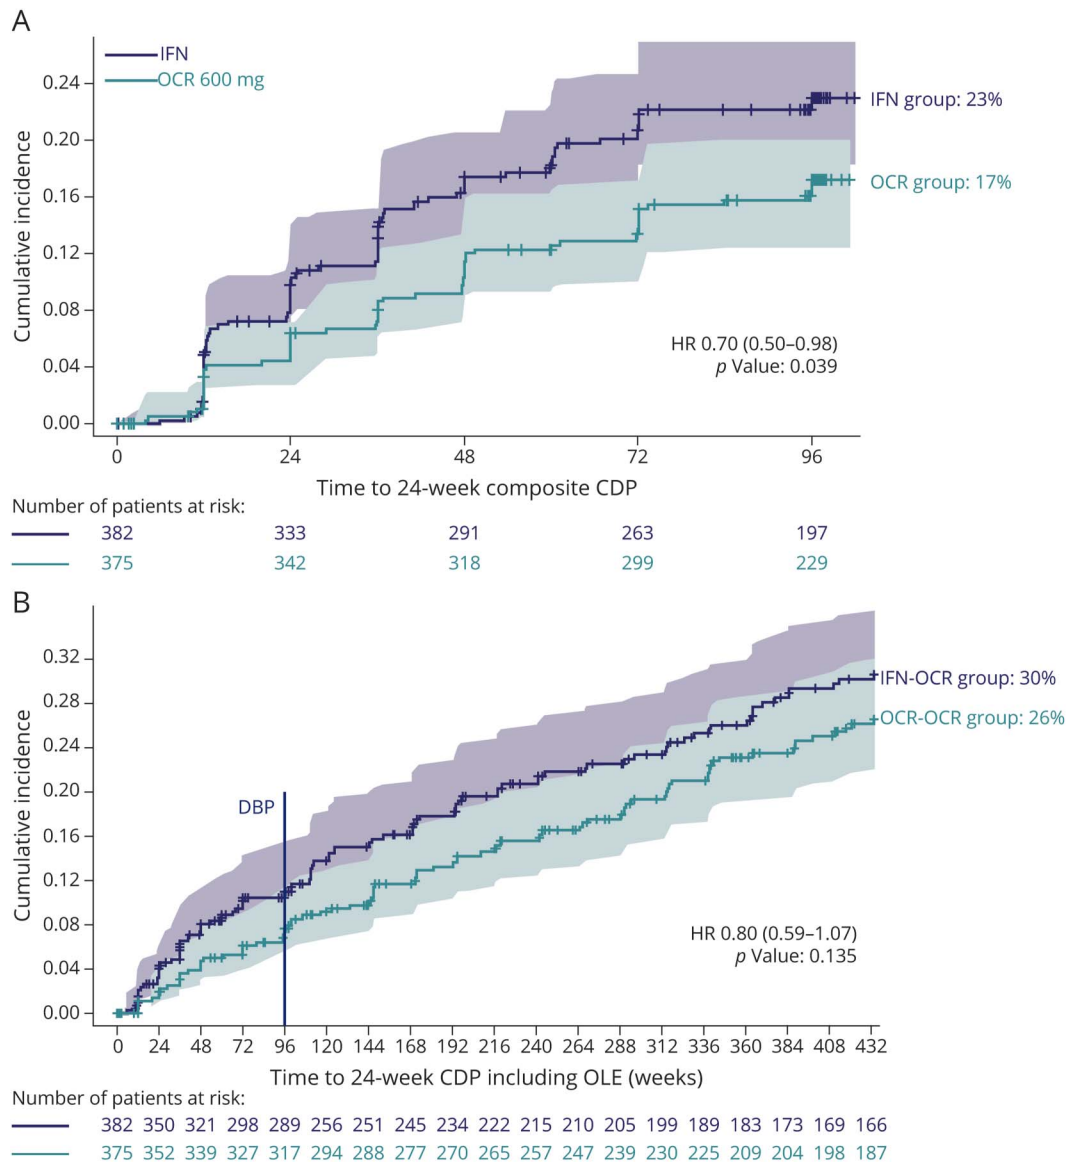 A
IFN
OCR 600 mg
Cumulative incidence
0.24
0.20
0.16
0.12
0.08
0.04
0.00
IFN group: 23%
OCR group: 17%
HR 0.70 (0.50–0.98)
p Value: 0.039
0 24 48 72 96
Time to 24-week composite CDP
Number of patients at risk:
382 333 291 263 197
375 342 318 299 229
B
Cumulative incidence
0.32
0.28
0.24
0.20
0.16
0.12
0.08
0.04
0.00
DBP
IFN-OCR group: 30%
OCR-OCR group: 26%
HR 0.80 (0.59–1.07)
p Value: 0.135
0 24 48 72 96 120 144 168 192 216 240 264 288 312 336 360 384 408 432
Time to 24-week CDP including OLE (weeks)
Number of patients at risk:
382 350 321 298 289 256 251 245 234 222 215 210 205 199 189 183 173 169 166
375 352 339 327 317 294 288 277 270 265 257 247 239 230 225 209 204 198 187